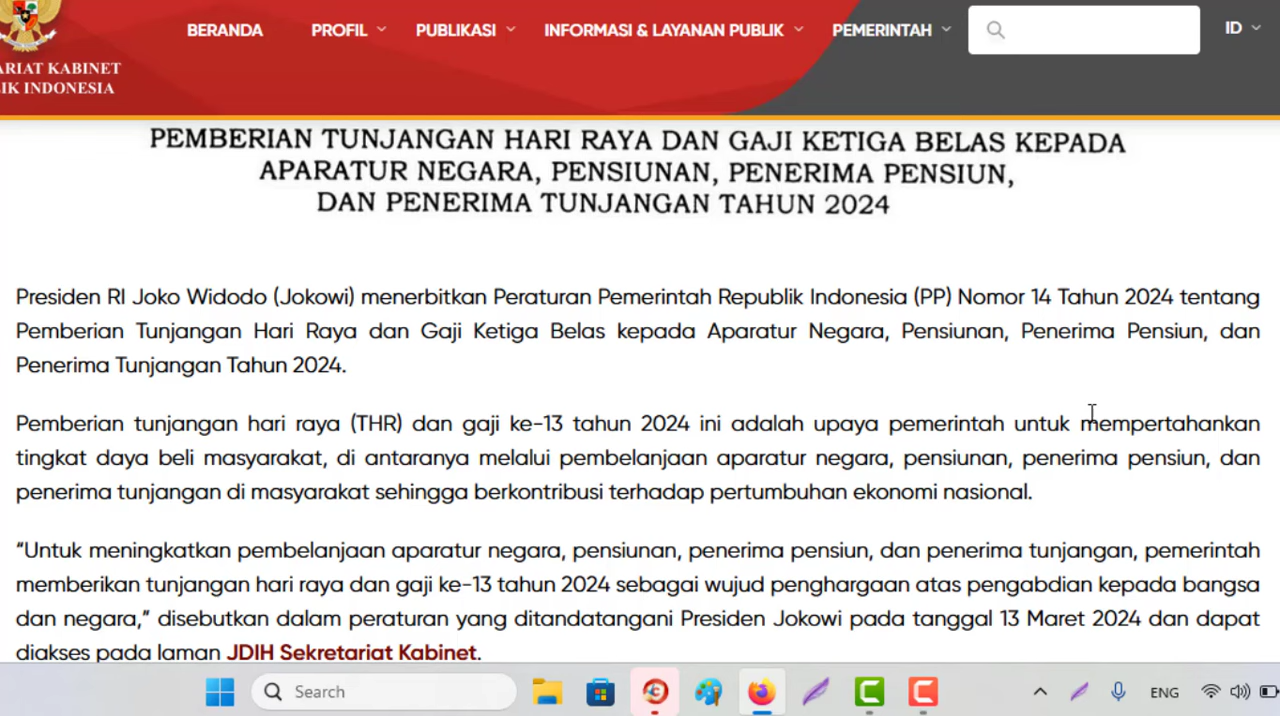 BERANDA PROFIL PUBLIKASI INFORMASI & LAYANAN PUBLIK PEMERINTAH ID
ARIAT KABINET
IK INDONESIA
PEMBERIAN TUNJANGAN HARI RAYA DAN GAJI KETIGA BELAS KEPADA
APARATUR NEGARA, PENSIUNAN, PENERIMA PENSIUN,
DAN PENERIMA TUNJANGAN TAHUN 2024
Presiden RI Joko Widodo (Jokowi) menerbitkan Peraturan Pemerintah Republik Indonesia (PP) Nomor 14 Tahun 2024 tentang
Pemberian Tunjangan Hari Raya dan Gaji Ketiga Belas kepada Aparatur Negara, Pensiunan, Penerima Pensiun, dan
Penerima Tunjangan Tahun 2024.
Pemberian tunjangan hari raya (THR) dan gaji ke-13 tahun 2024 ini adalah upaya pemerintah untuk mempertahankan
tingkat daya beli masyarakat, di antaranya melalui pembelanjaan aparatur negara, pensiunan, penerima pensiun, dan
penerima tunjangan di masyarakat sehingga berkontribusi terhadap pertumbuhan ekonomi nasional.
“Untuk meningkatkan pembelanjaan aparatur negara, pensiunan, penerima pensiun, dan penerima tunjangan, pemerintah
memberikan tunjangan hari raya dan gaji ke-13 tahun 2024 sebagai wujud penghargaan atas pengabdian kepada bangsa
dan negara,” disebutkan dalam peraturan yang ditandatangani Presiden Jokowi pada tanggal 13 Maret 2024 dan dapat
diakses pada laman JDIH Sekretariat Kabinet.
Search ENG